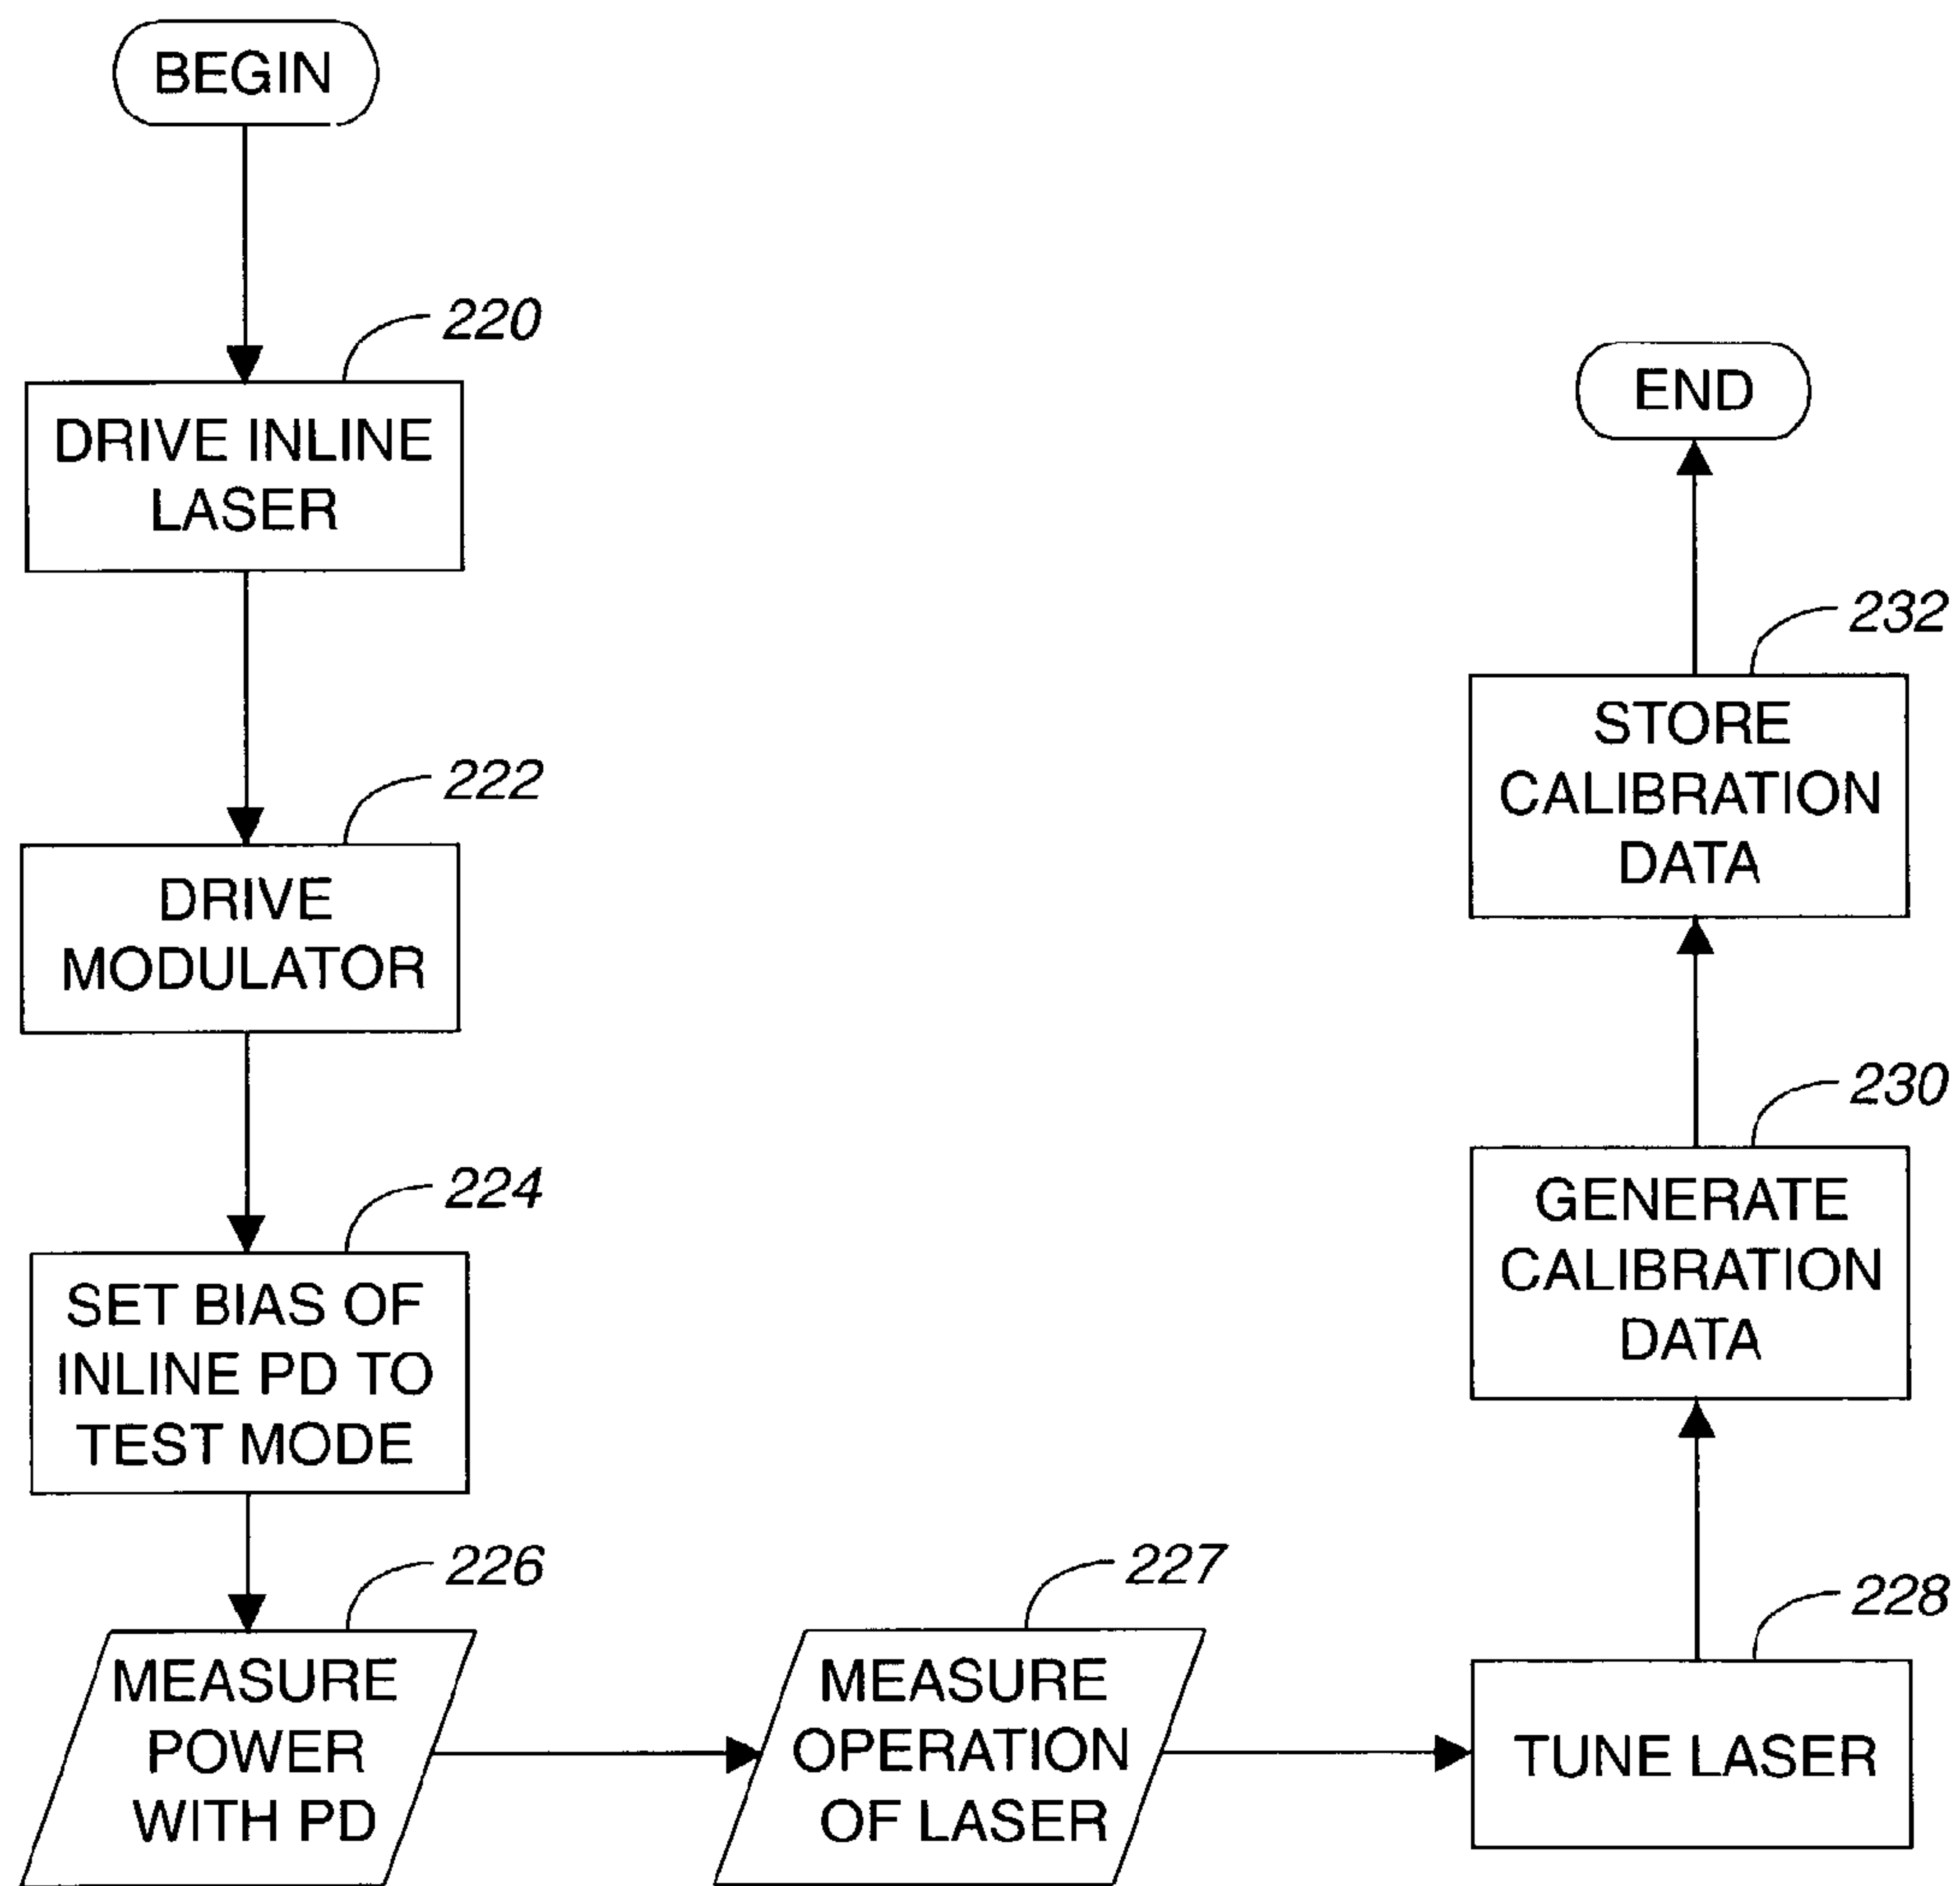 BEGIN
220
DRIVE INLINE
LASER
222
DRIVE
MODULATOR
224
SET BIAS OF
INLINE PD TO
TEST MODE
226
MEASURE
POWER
WITH PD
227
MEASURE
OPERATION
OF LASER
228
TUNE LASER
230
GENERATE
CALIBRATION
DATA
232
STORE
CALIBRATION
DATA
END